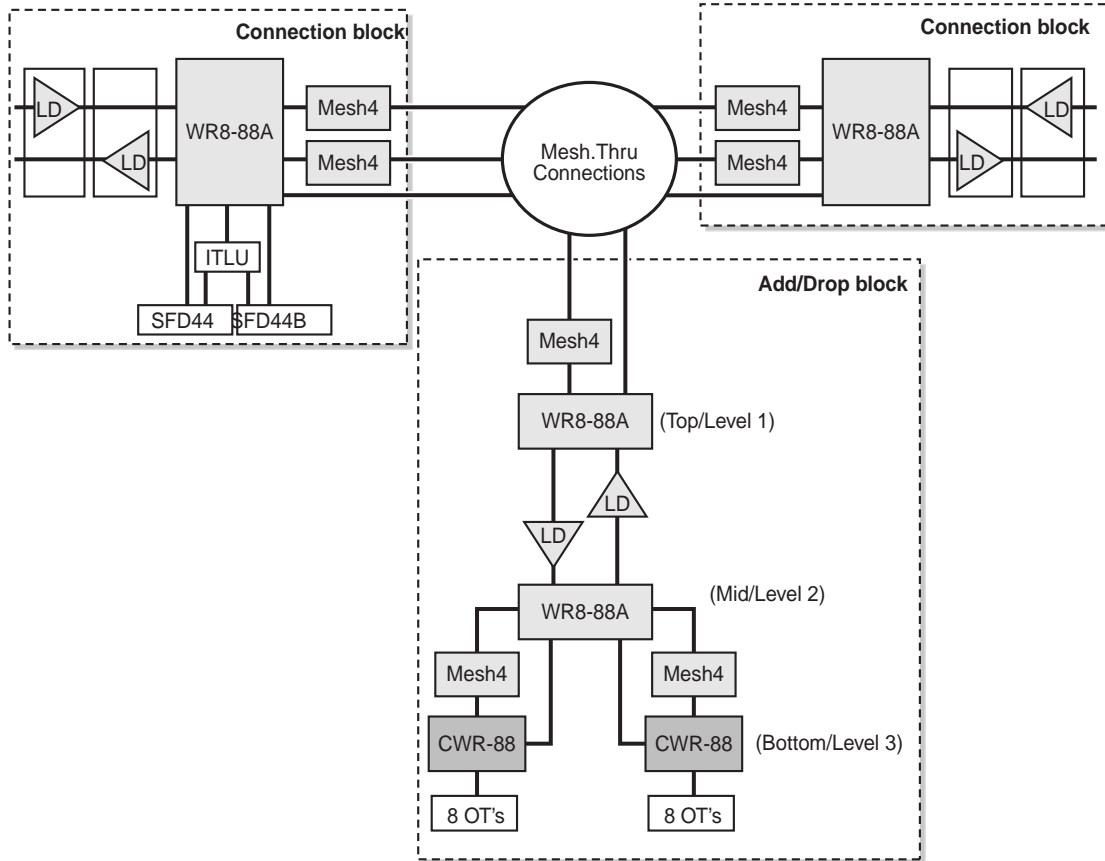 Connection block
LD
LD
WR8-88A
Mesh4
Mesh4
ITLU
SFD44
SFD44B
Mesh.Thru
Connections
Connection block
Mesh4
Mesh4
WR8-88A
LD
LD
Add/Drop block
Mesh4
WR8-88A
(Top/Level 1)
LD
LD
WR8-88A
(Mid/Level 2)
Mesh4
Mesh4
CWR-88
CWR-88
(Bottom/Level 3)
8 OT's
8 OT's